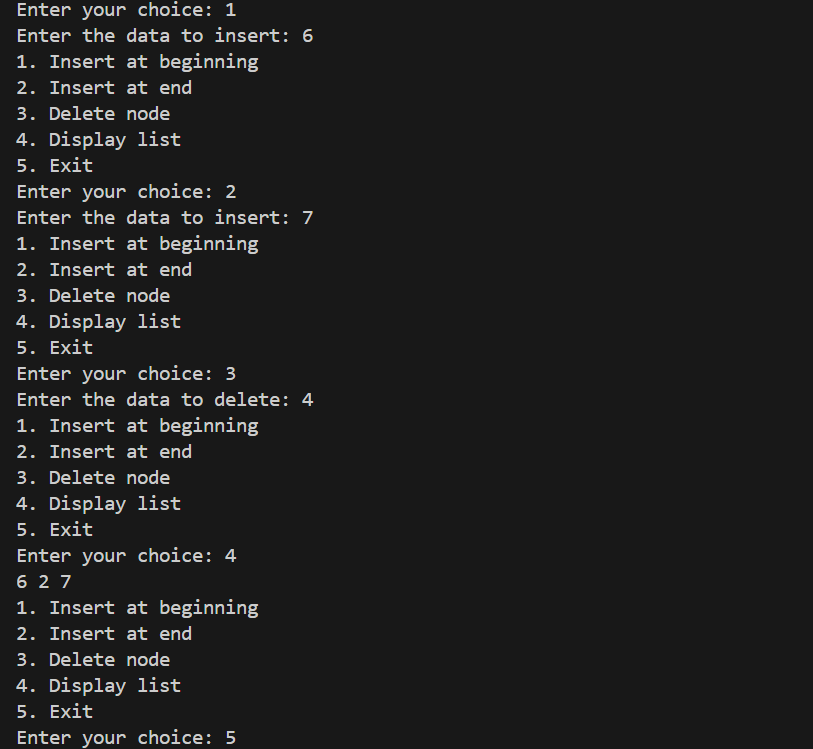 Enter your choice: 1
Enter the data to insert: 6
1. Insert at beginning
2. Insert at end
3. Delete node
4. Display list
5. Exit
Enter your choice: 2
Enter the data to insert: 7
1. Insert at beginning
2. Insert at end
3. Delete node
4. Display list
5. Exit
Enter your choice: 3
Enter the data to delete: 4
1. Insert at beginning
2. Insert at end
3. Delete node
4. Display list
5. Exit
Enter your choice: 4
6 2 7
1. Insert at beginning
2. Insert at end
3. Delete node
4. Display list
5. Exit
Enter your choice: 5